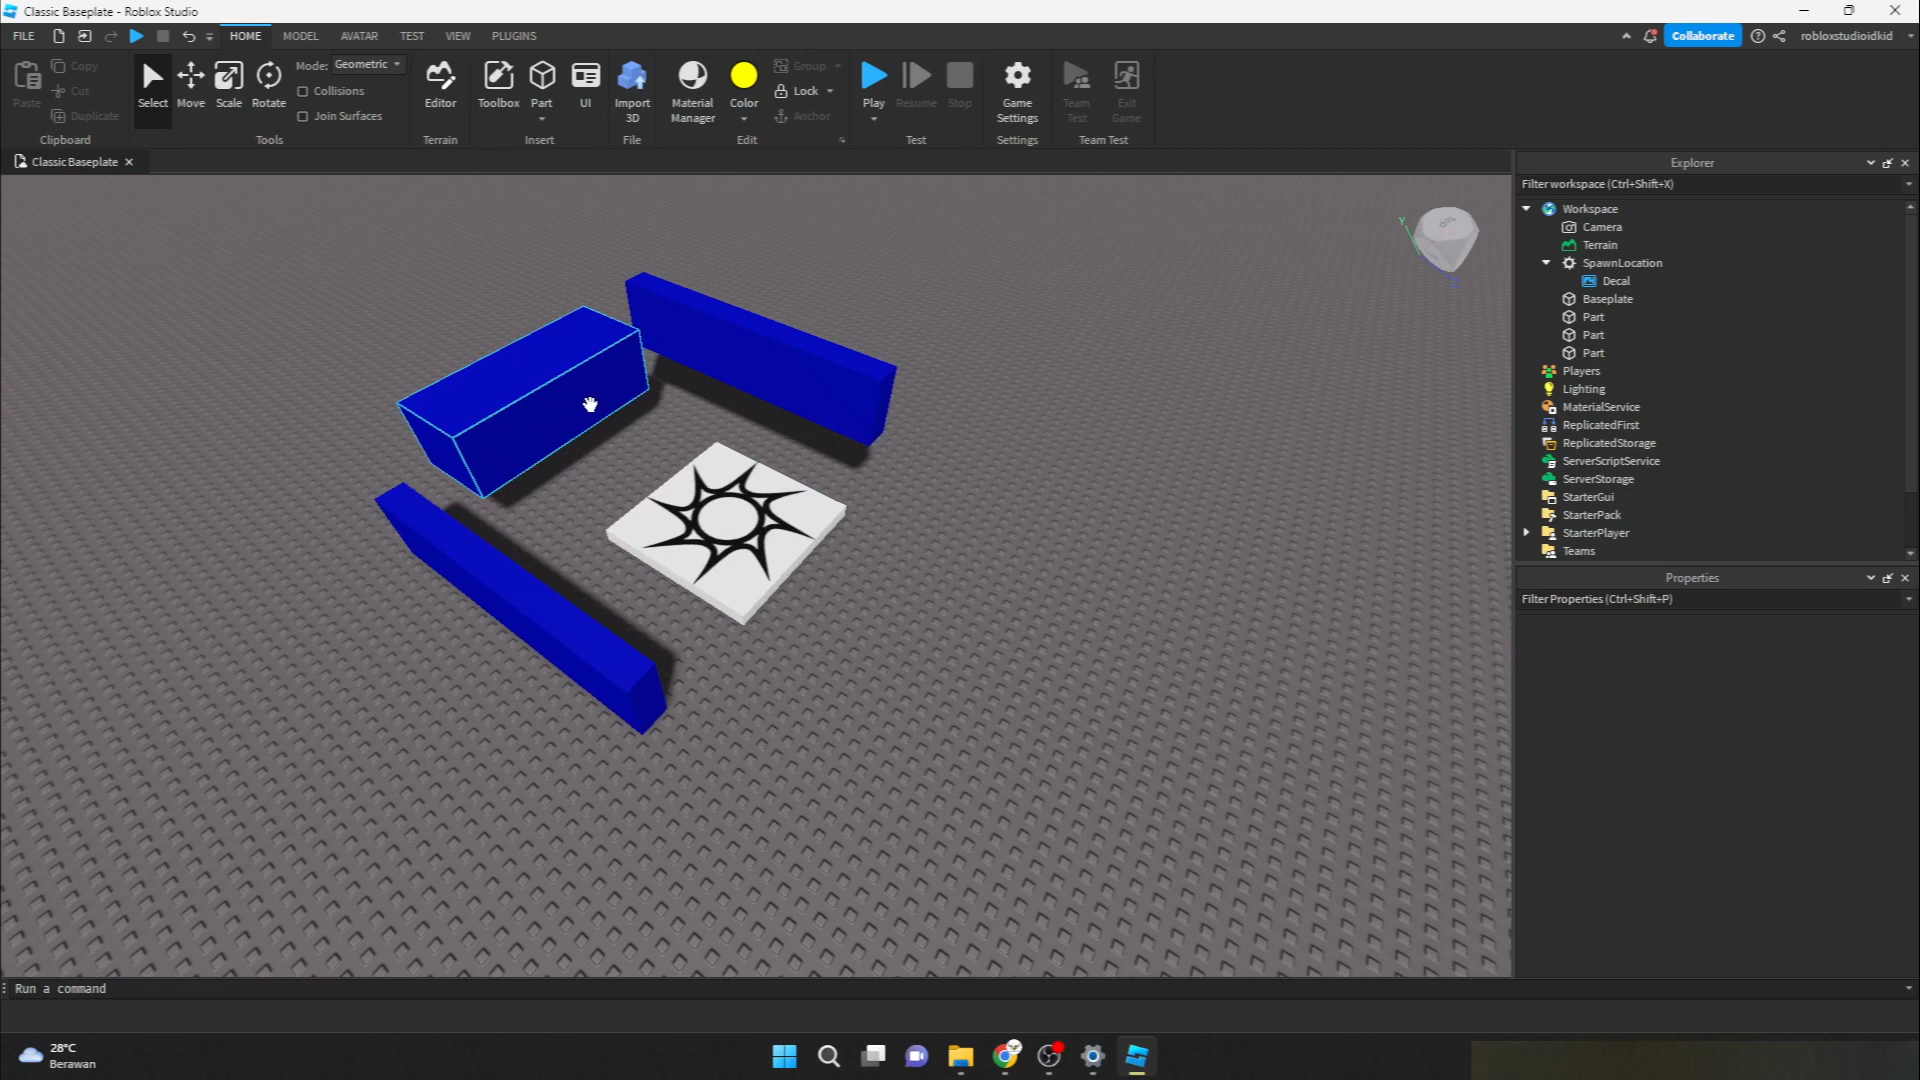 Classic Baseplate - Roblox Studio
FILE HOME MODEL AVATAR TEST VIEW PLUGINS Collaborate robloxstudioidkid
Paste
Copy
Cut
Duplicate
Clipboard
Select Move Scale Rotate
Mode: Geometric
Collisions
Join Surfaces
Tools
Editor
Terrain
Toolbox Part UI
Insert
Import
3D
File
Material
Manager
Color
Group
Lock
Anchor
Edit
Play Resume Stop
Test
Game
Settings
Settings
Team
Test
Exit
Game
Team Test
Classic Baseplate
Y
TOP
Z
Explorer
Filter workspace (Ctrl+Shift+X)
Workspace
Camera
Terrain
SpawnLocation
Decal
Baseplate
Part
Part
Part
Players
Lighting
MaterialService
ReplicatedFirst
ReplicatedStorage
ServerScriptService
ServerStorage
StarterGui
StarterPack
StarterPlayer
Teams
Properties
Filter Properties (Ctrl+Shift+P)
Run a command
28°C
Berawan